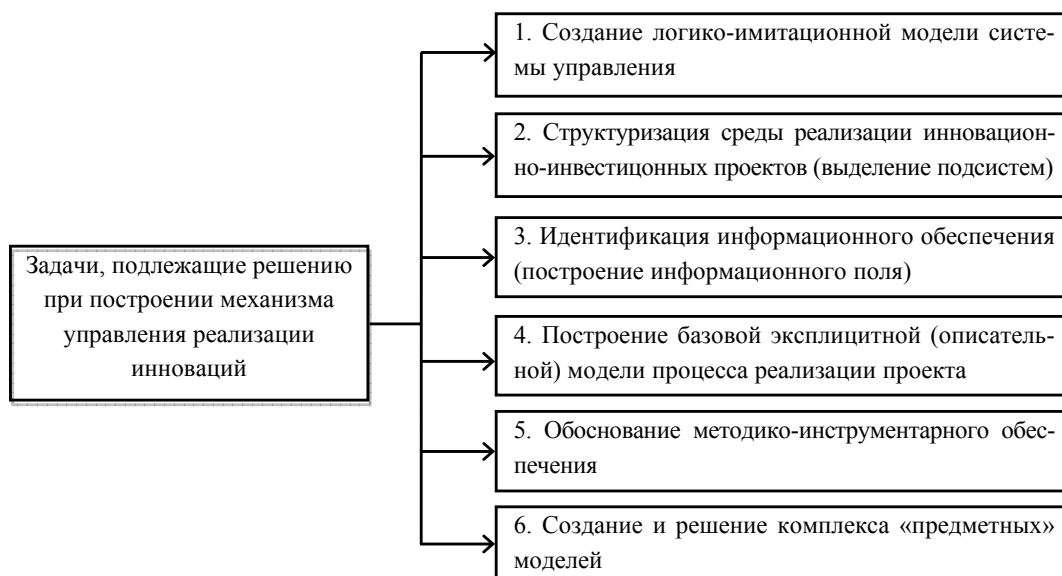 Задачи, подлежащие решению
при построении механизма
управления реализации
инноваций
1. Создание логико-имитационной модели систе-
мы управления
2. Структуризация среды реализации инновацион-
но-инвестицонных проектов (выделение подсистем)
3. Идентификация информационного обеспечения
(построение информационного поля)
4. Построение базовой эксплицитной (описатель-
ной) модели процесса реализации проекта
5. Обоснование методико-инструментарного обес-
печения
6. Создание и решение комплекса «предметных»
моделей